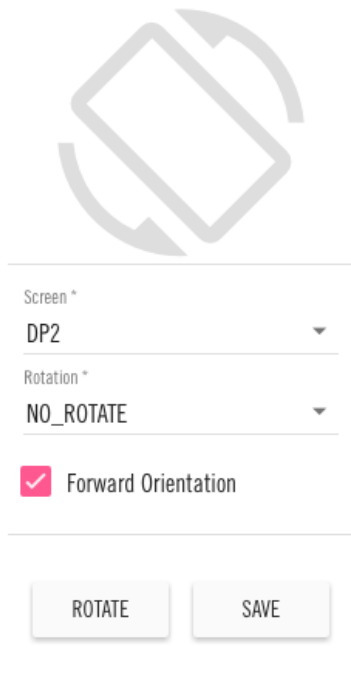 Screen *
DP2
Rotation *
NO_ROTATE
Forward Orientation
ROTATE
SAVE